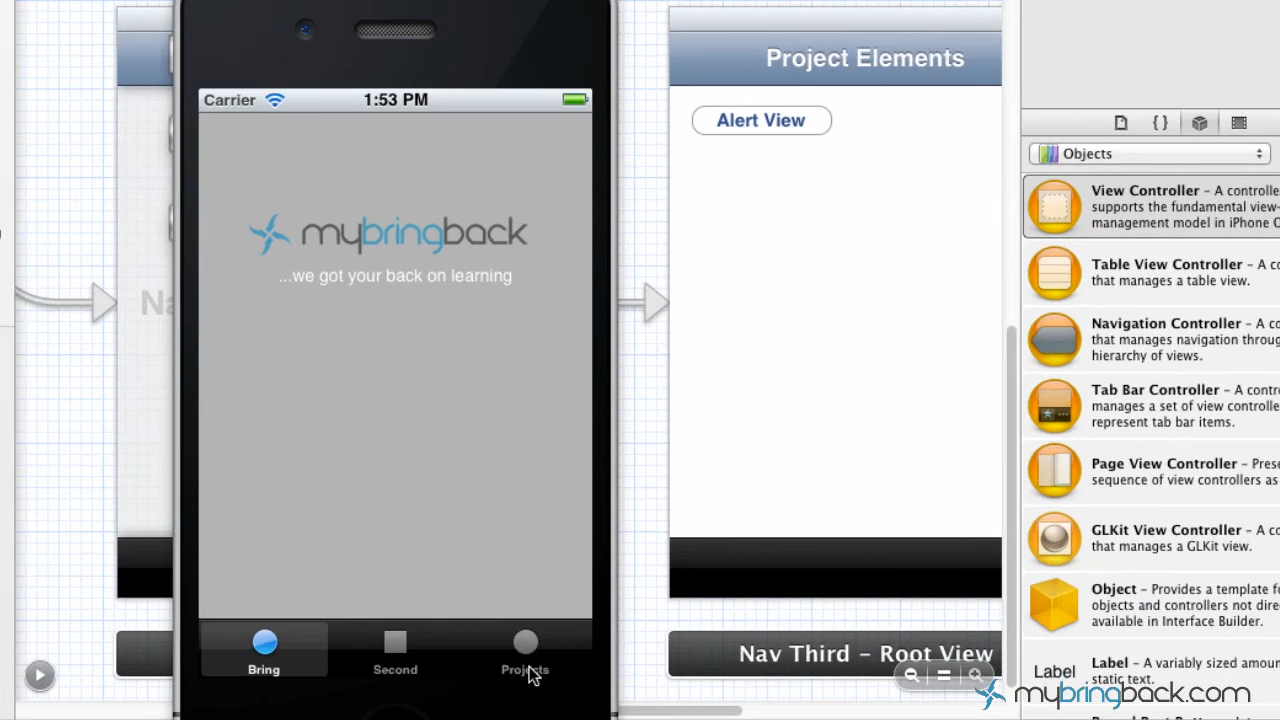 Carrier 1:53 PM
mybringback
...we got your back on learning
Bring
Second
Projects
Na
Project Elements
Alert View
Nav Third - Root View
Objects
View Controller - A controlle
supports the fundamental view-
management model in iPhone O
Table View Controller - A co
that manages a table view.
Navigation Controller - A co
that manages navigation throug
hierarchy of views.
Tab Bar Controller - A contro
manages a set of view controlle
represent tab bar items.
Page View Controller - Prese
sequence of view controllers as
GLKit View Controller - A co
that manages a GLKit view.
Object - Provides a template fo
objects and controllers not dire
available in Interface Builder.
Label
Label - A variably sized amou
static text.
mybringback.com